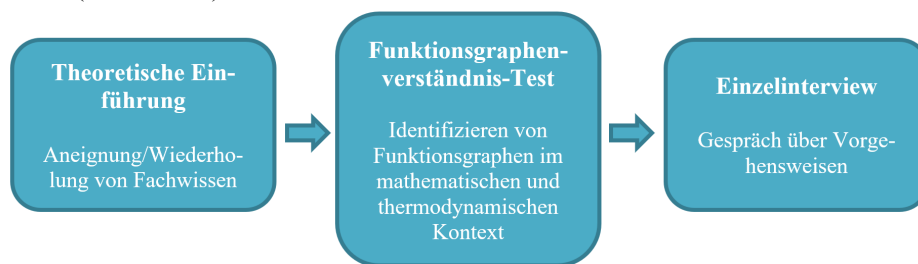 Theoretische Ein-
führung
Aneignung/Wiederho-
lung von Fachwissen
Funktionsgraphen-
verständnis-Test
Identifizieren von
Funktionsgraphen im
mathematischen und
thermodynamischen
Kontext
Einzelinterview
Gespräch über Vorge-
hensweisen